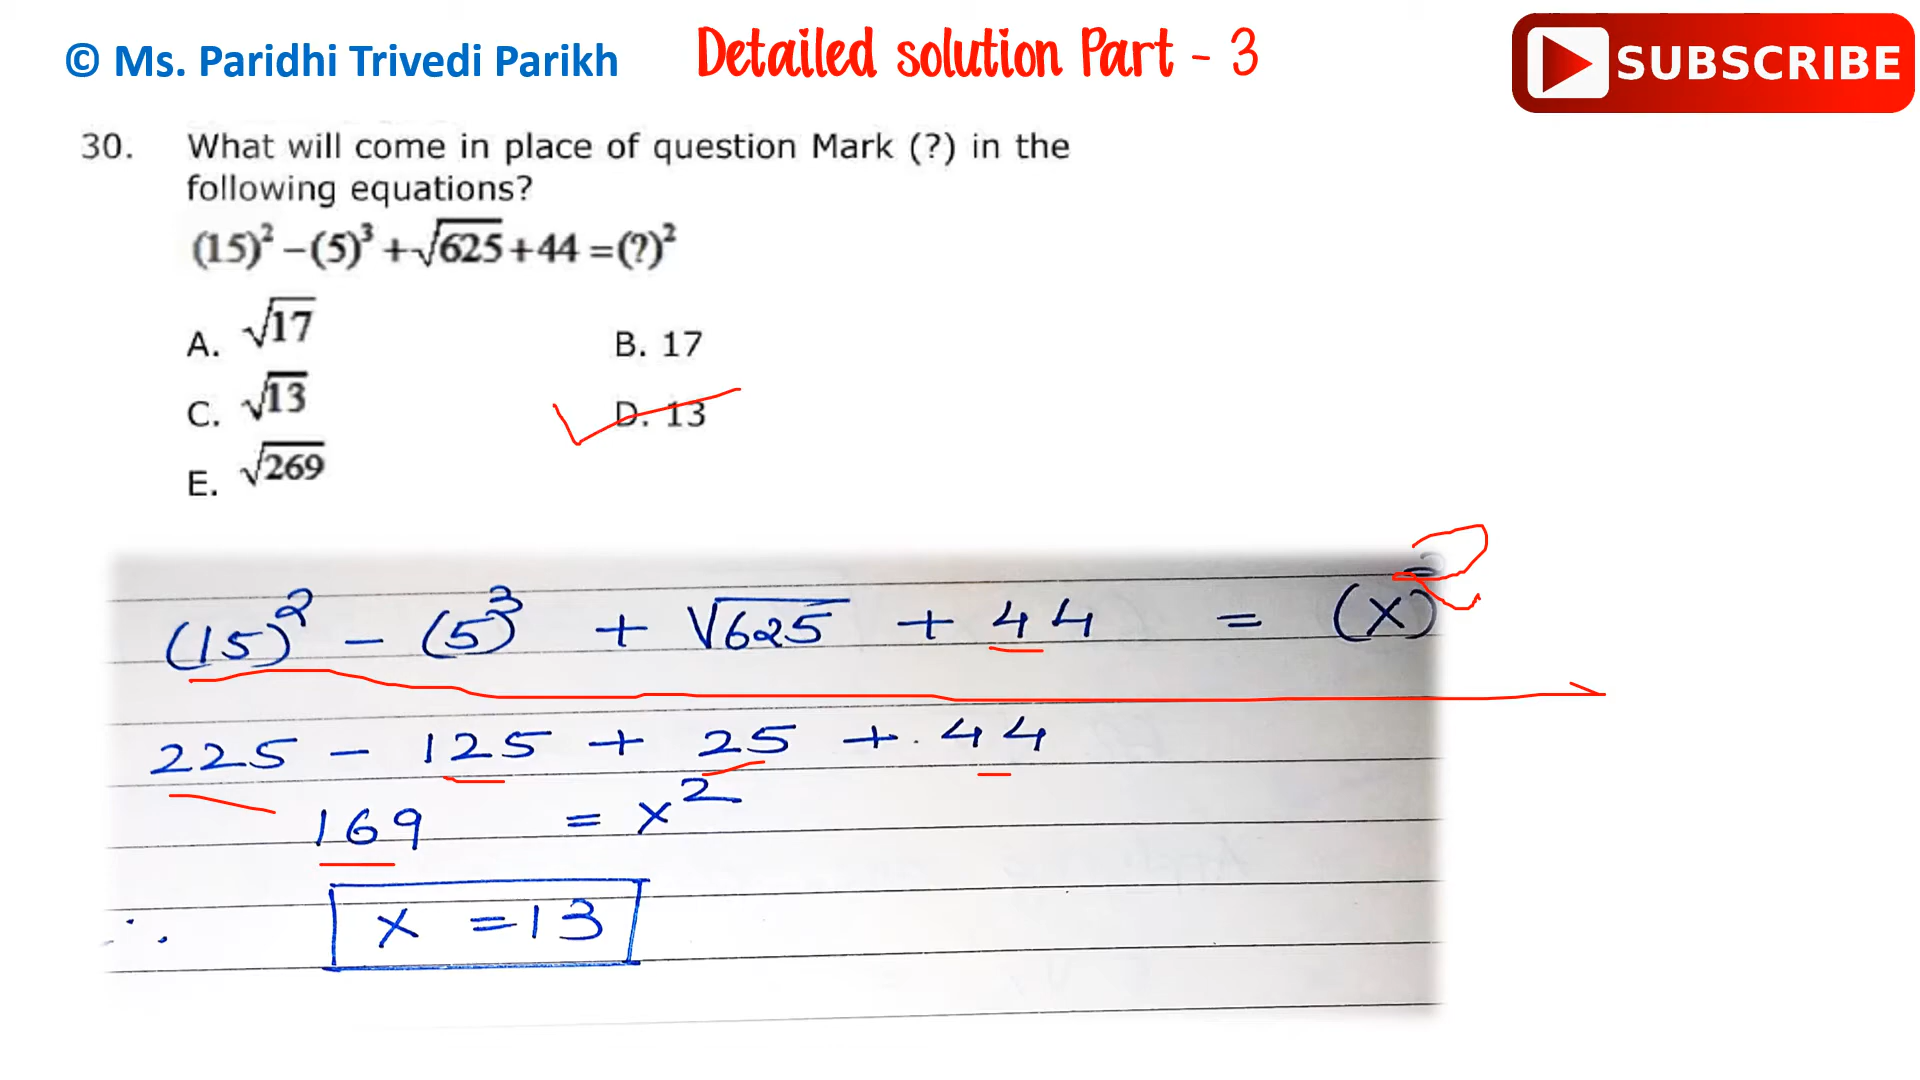 © Ms. Paridhi Trivedi Parikh
Detailed solution Part - 3
SUBSCRIBE
30. What will come in place of question Mark (?) in the
following equations?
(15)² – (5)³ + √625 + 44 = (?)²
A. √17
B. 17
C. √13
D. 13
E. √269
(15)² – (5)³ + √625 + 44 = (x)²
225 – 125 + 25 + 44
169 = x²
∴ x = 13